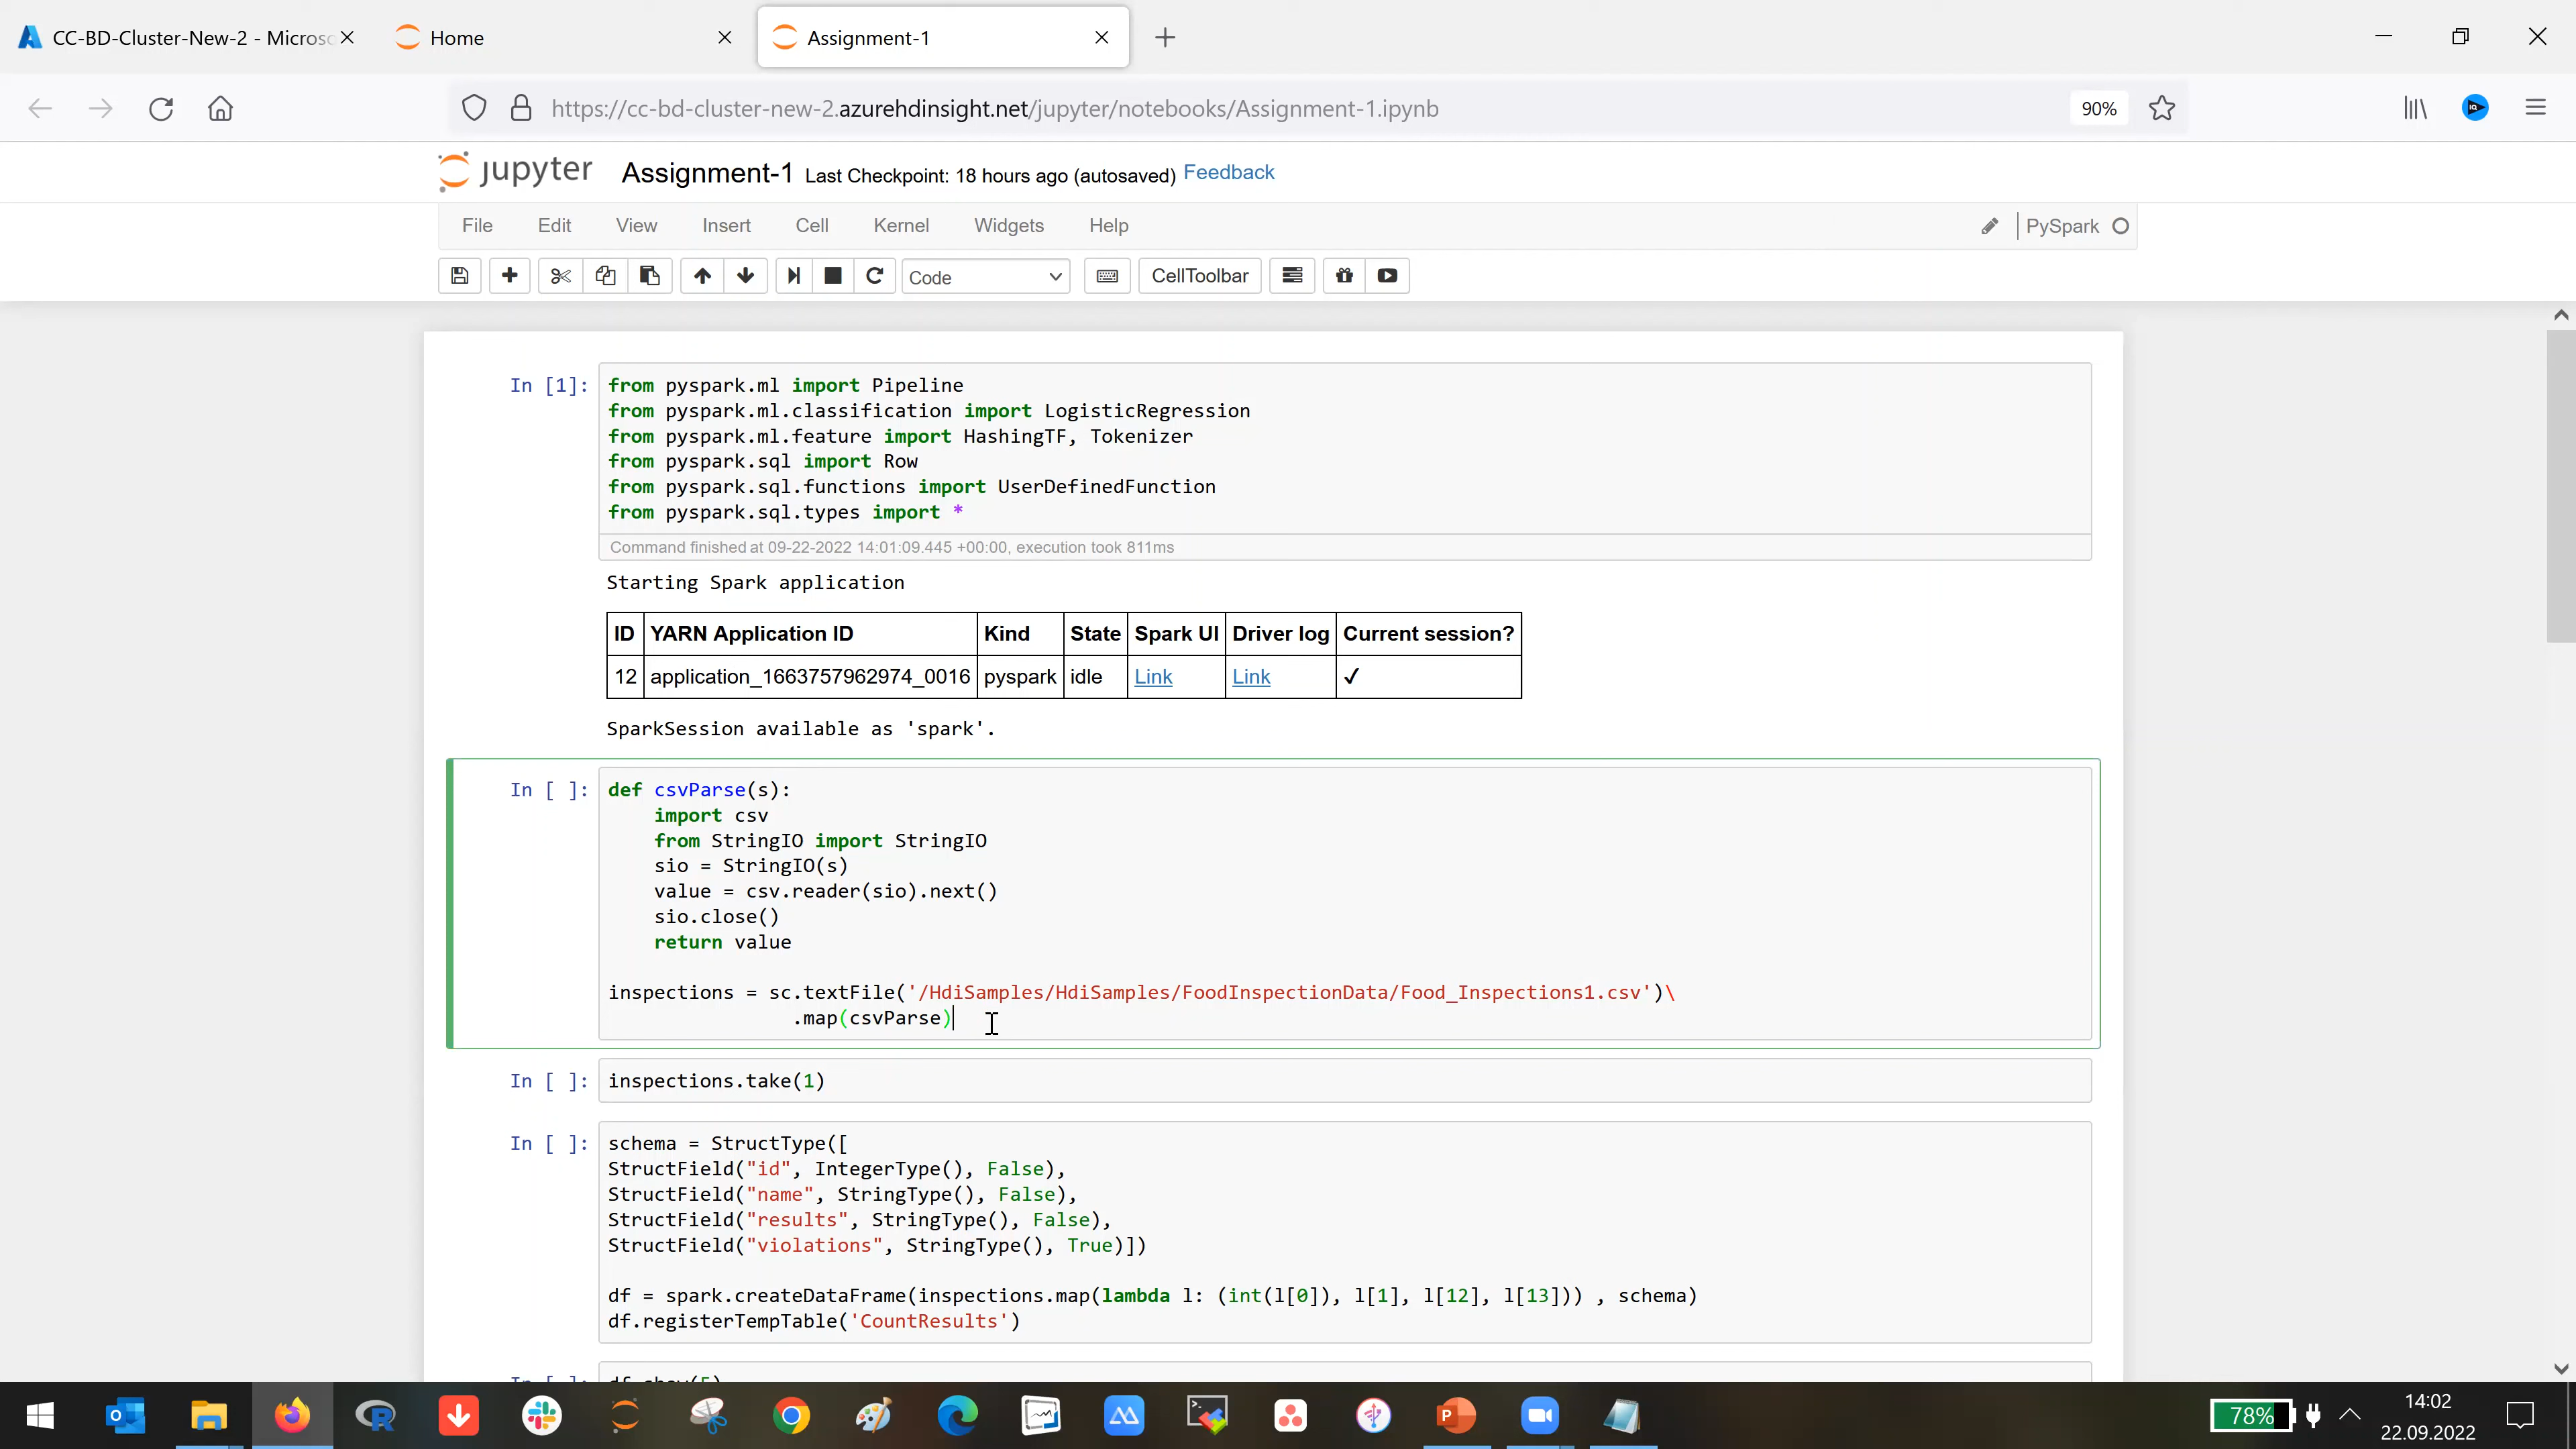 CC-BD-Cluster-New-2 - Micros
Home
Assignment-1
https://cc-bd-cluster-new-2.azurehdinsight.net/jupyter/notebooks/Assignment-1.ipynb
90%
jupyter Assignment-1 Last Checkpoint: 18 hours ago (autosaved) Feedback
File Edit View Insert Cell Kernel Widgets Help PySpark
Code CellToolbar
In [1]: from pyspark.ml import Pipeline
from pyspark.ml.classification import LogisticRegression
from pyspark.ml.feature import HashingTF, Tokenizer
from pyspark.sql import Row
from pyspark.sql.functions import UserDefinedFunction
from pyspark.sql.types import *
Command finished at 09-22-2022 14:01:09.445 +00:00, execution took 811ms
Starting Spark application
ID YARN Application ID Kind State Spark UI Driver log Current session?
12 application_1663757962974_0016 pyspark idle Link Link ✓
SparkSession available as 'spark'.
In [ ]: def csvParse(s):
import csv
from StringIO import StringIO
sio = StringIO(s)
value = csv.reader(sio).next()
sio.close()
return value
inspections = sc.textFile('/HdiSamples/HdiSamples/FoodInspectionData/Food_Inspections1.csv')\
.map(csvParse)
In [ ]: inspections.take(1)
In [ ]: schema = StructType([
StructField("id", IntegerType(), False),
StructField("name", StringType(), False),
StructField("results", StringType(), False),
StructField("violations", StringType(), True)])
df = spark.createDataFrame(inspections.map(lambda l: (int(l[0]), l[1], l[12], l[13])) , schema)
df.registerTempTable('CountResults')
78%
14:02
22.09.2022